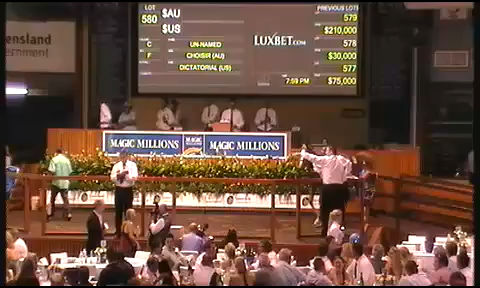 LOT
580
$AU
$US
C
F
UN-NAMED
CHOISIR (AU)
DICTATORIAL (US)
LUXBET.COM
7:59 PM
PREVIOUS LOTS
579
$210,000
578
$30,000
577
$75,000
ensland
ernment
MAGIC MILLIONS
MAGIC MILLIONS